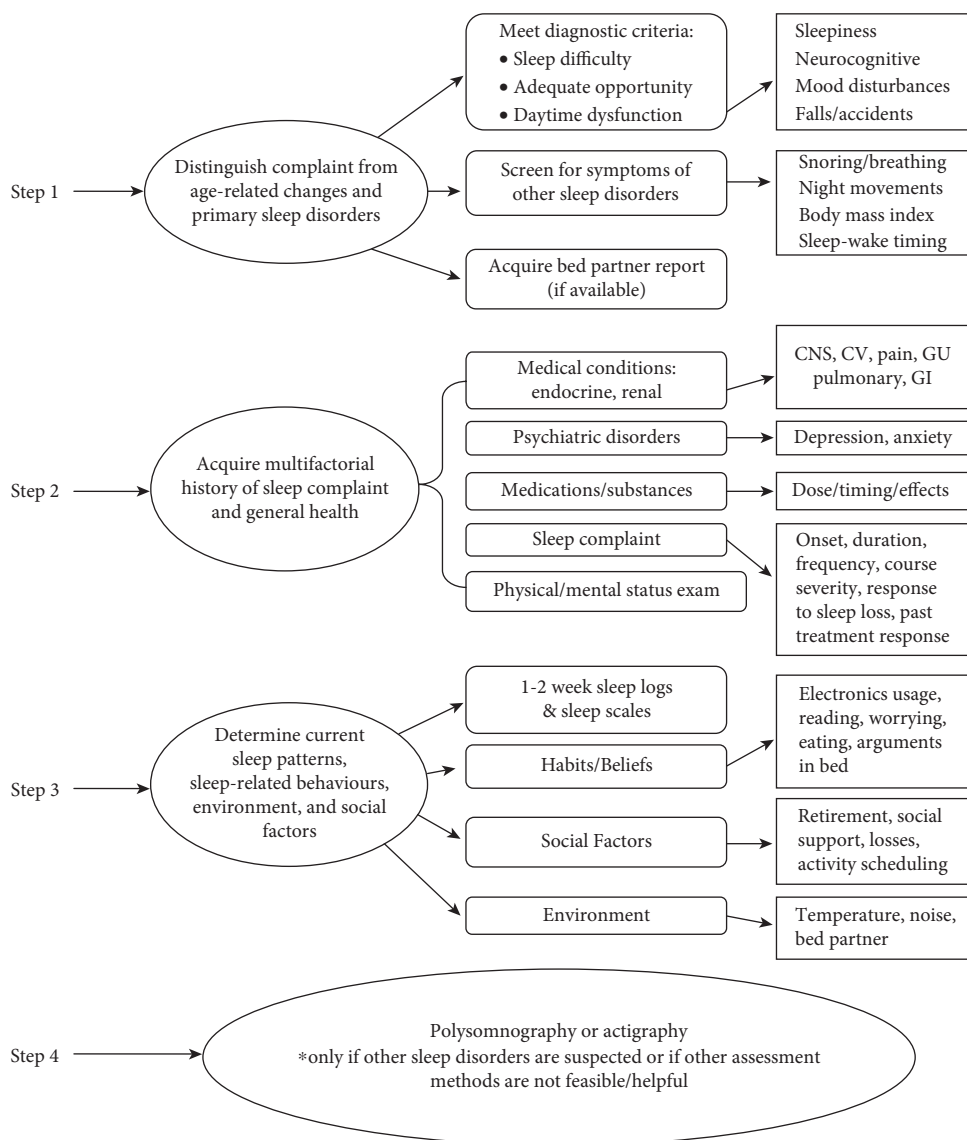 Step 1
Distinguish complaint from
age-related changes and
primary sleep disorders
Meet diagnostic criteria:
• Sleep difficulty
• Adequate opportunity
• Daytime dysfunction
Sleepiness
Neurocognitive
Mood disturbances
Falls/accidents
Screen for symptoms of
other sleep disorders
Snoring/breathing
Night movements
Body mass index
Sleep-wake timing
Acquire bed partner report
(if available)
Step 2
Acquire multifactorial
history of sleep complaint
and general health
Medical conditions:
endocrine, renal
CNS, CV, pain, GU
pulmonary, GI
Psychiatric disorders
Depression, anxiety
Medications/substances
Dose/timing/effects
Sleep complaint
Onset, duration,
frequency, course
severity, response
to sleep loss, past
treatment response
Physical/mental status exam
Step 3
Determine current
sleep patterns,
sleep-related behaviours,
environment, and social
factors
1-2 week sleep logs
& sleep scales
Habits/Beliefs
Electronics usage,
reading, worrying,
eating, arguments
in bed
Social Factors
Retirement, social
support, losses,
activity scheduling
Environment
Temperature, noise,
bed partner
Step 4
Polysomnography or actigraphy
*only if other sleep disorders are suspected or if other assessment
methods are not feasible/helpful